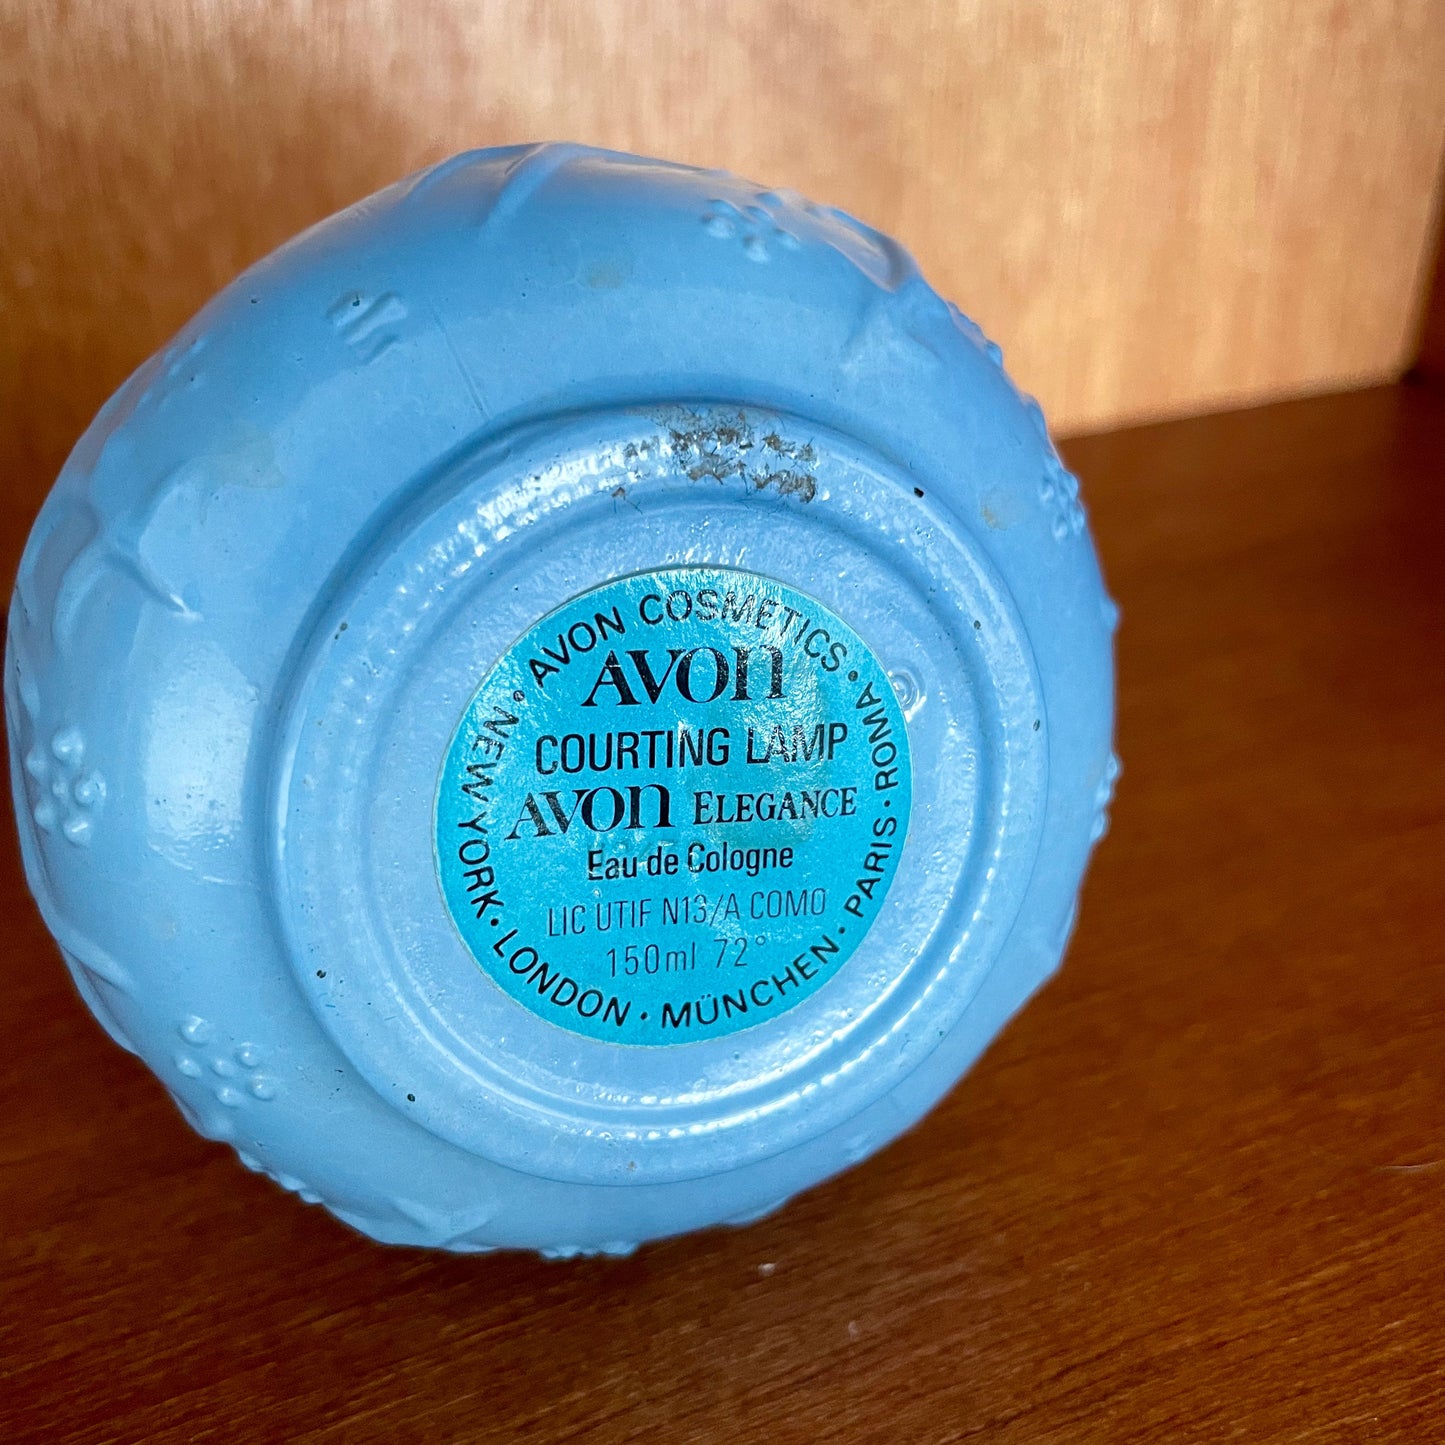 · AVON COSMETICS · ROMA · PARIS · MÜNCHEN · LONDON · NEW YORK
AVON
COURTING LAMP
AVON ELEGANCE
Eau de Cologne
LIC UTIF N13/A COMO
150ml 72°